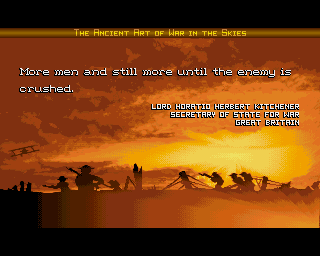 The Ancient Art of War in the Skies
More men and still more until the enemy is
crushed.
Lord Horatio Herbert Kitchener
Secretary of State for War
Great Britain